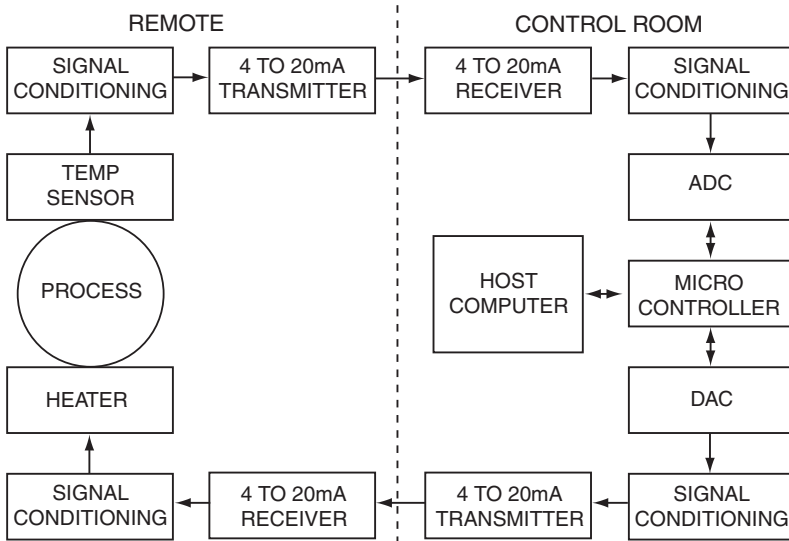 REMOTE
CONTROL ROOM
SIGNAL
CONDITIONING
4 TO 20mA
TRANSMITTER
4 TO 20mA
RECEIVER
SIGNAL
CONDITIONING
TEMP
SENSOR
ADC
PROCESS
HOST
COMPUTER
MICRO
CONTROLLER
HEATER
DAC
SIGNAL
CONDITIONING
4 TO 20mA
RECEIVER
4 TO 20mA
TRANSMITTER
SIGNAL
CONDITIONING